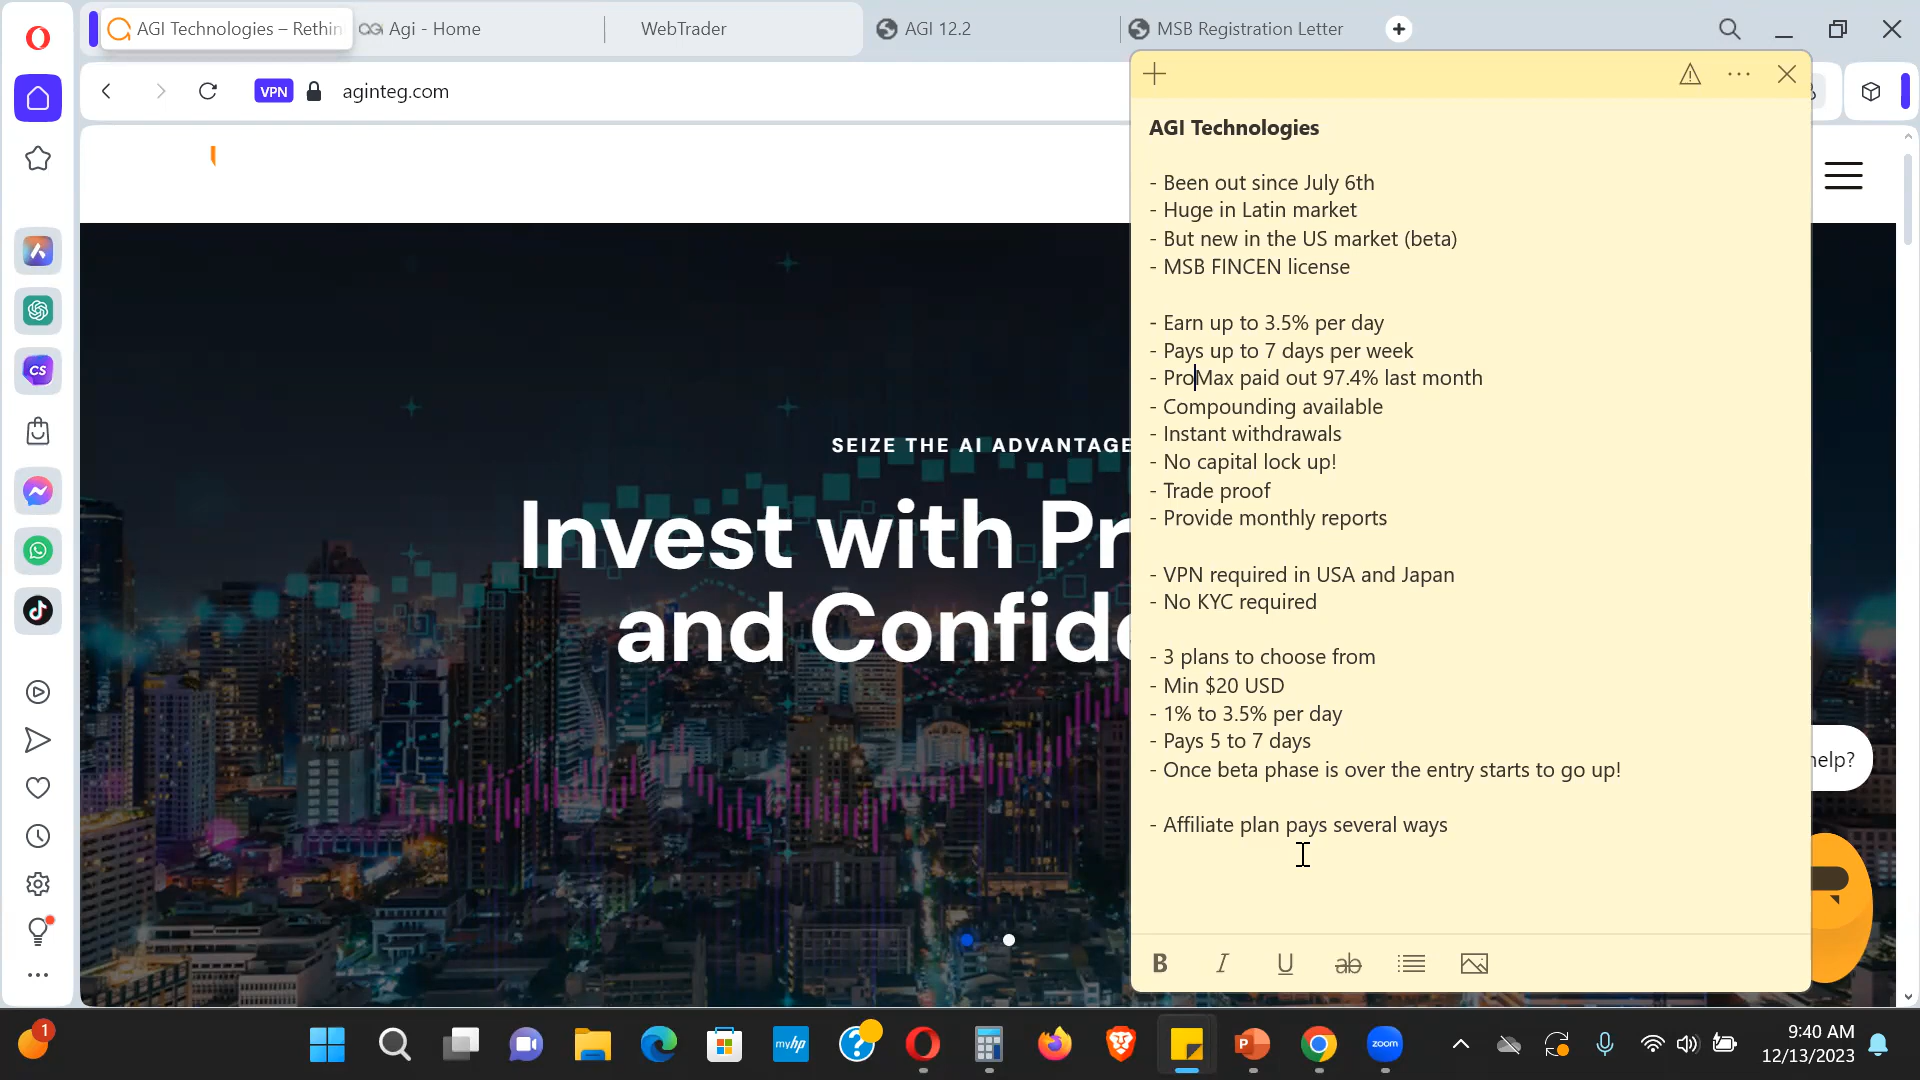 AGI Technologies – Rethin
Agi - Home
WebTrader
AGI 12.2
MSB Registration Letter
VPN
aginteg.com
SEIZE THE AI ADVANTAGE
Invest with Pr
and Confid
AGI Technologies
- Been out since July 6th
- Huge in Latin market
- But new in the US market (beta)
- MSB FINCEN license
- Earn up to 3.5% per day
- Pays up to 7 days per week
- ProMax paid out 97.4% last month
- Compounding available
- Instant withdrawals
- No capital lock up!
- Trade proof
- Provide monthly reports
- VPN required in USA and Japan
- No KYC required
- 3 plans to choose from
- Min $20 USD
- 1% to 3.5% per day
- Pays 5 to 7 days
- Once beta phase is over the entry starts to go up!
- Affiliate plan pays several ways
help?
B I U ab
CS
1
myhp
zoom
9:40 AM
12/13/2023